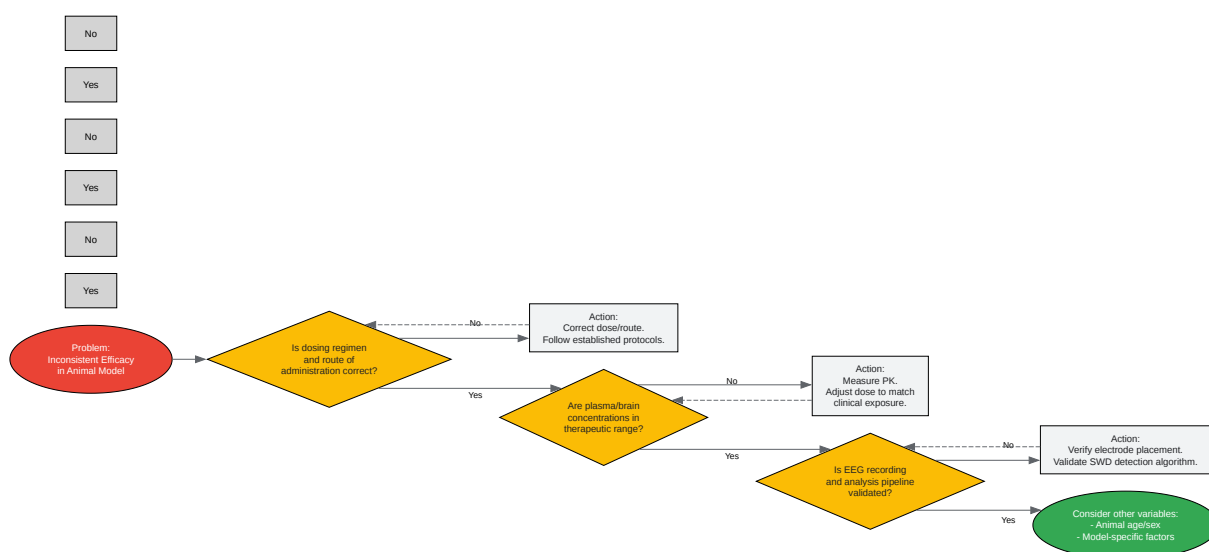 No
Yes
No
Yes
No
Yes
Problem:
Inconsistent Efficacy
in Animal Model
Is dosing regimen
and route of
administration correct?
No
Action:
Correct dose/route.
Follow established protocols.
Yes
Are plasma/brain
concentrations in
therapeutic range?
No
Action:
Measure PK.
Adjust dose to match
clinical exposure.
Yes
Is EEG recording
and analysis pipeline
validated?
No
Action:
Verify electrode placement.
Validate SWD detection algorithm.
Yes
Consider other variables:
- Animal age/sex
- Model-specific factors